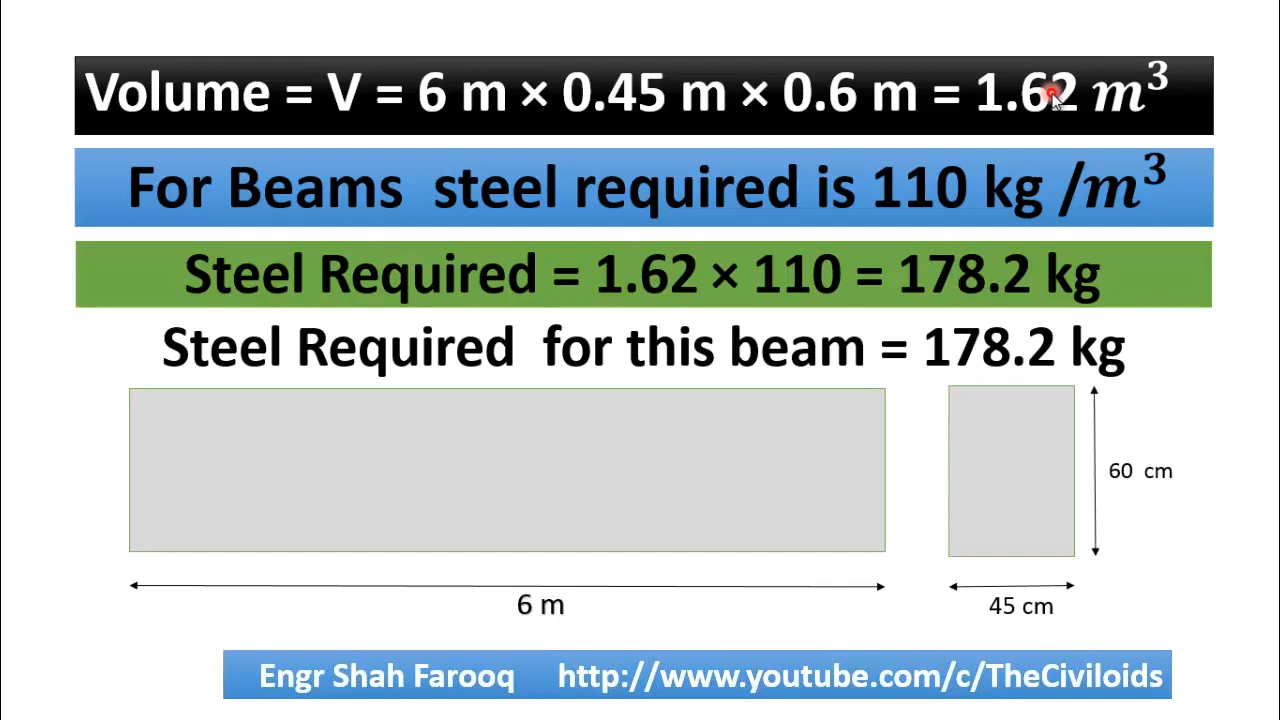 Volume = V = 6 m × 0.45 m × 0.6 m = 1.62 m³
For Beams steel required is 110 kg /m³
Steel Required = 1.62 × 110 = 178.2 kg
Steel Required for this beam = 178.2 kg
60 cm
6 m
45 cm
Engr Shah Farooq http://www.youtube.com/c/TheCiviloids